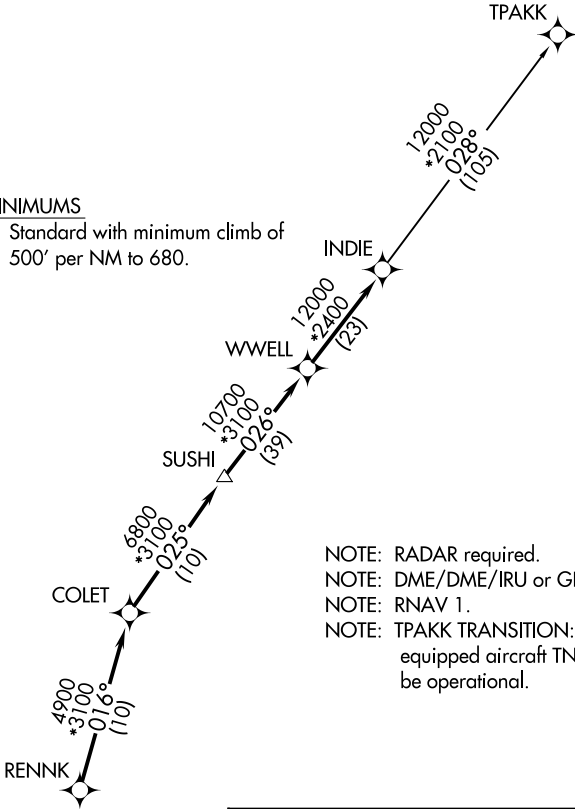 TPAKK
12000
*2100
028°
(105)
INIMUMS
Standard with minimum climb of
500' per NM to 680.
INDIE
12000
*2400
(23)
WWELL
10700
*3100
026°
(39)
SUSHI
6800
*3100
025°
(10)
NOTE: RADAR required.
NOTE: DME/DME/IRU or
NOTE: RNAV 1.
NOTE: TPAKK TRANSITION:
equipped aircraft
be operational.
COLET
4900
*3100
016°
(10)
RENNK